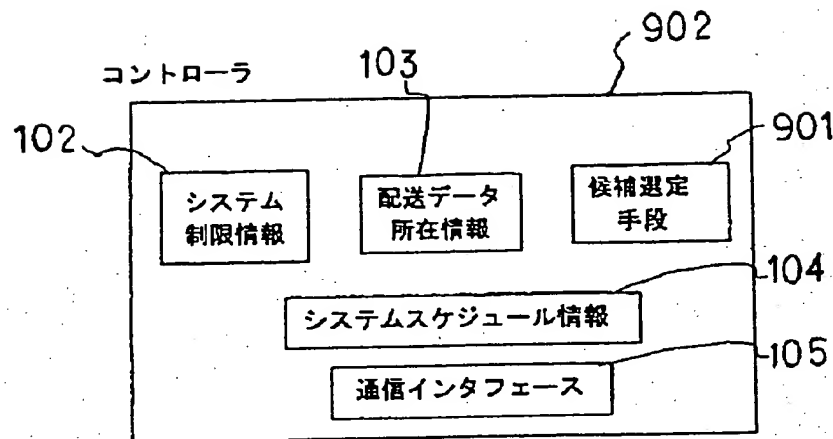 902
コントローラ
103
102
901
システム
制限情報
配送データ
所在情報
候補選定
手段
104
システムスケジュール情報
105
通信インタフェース